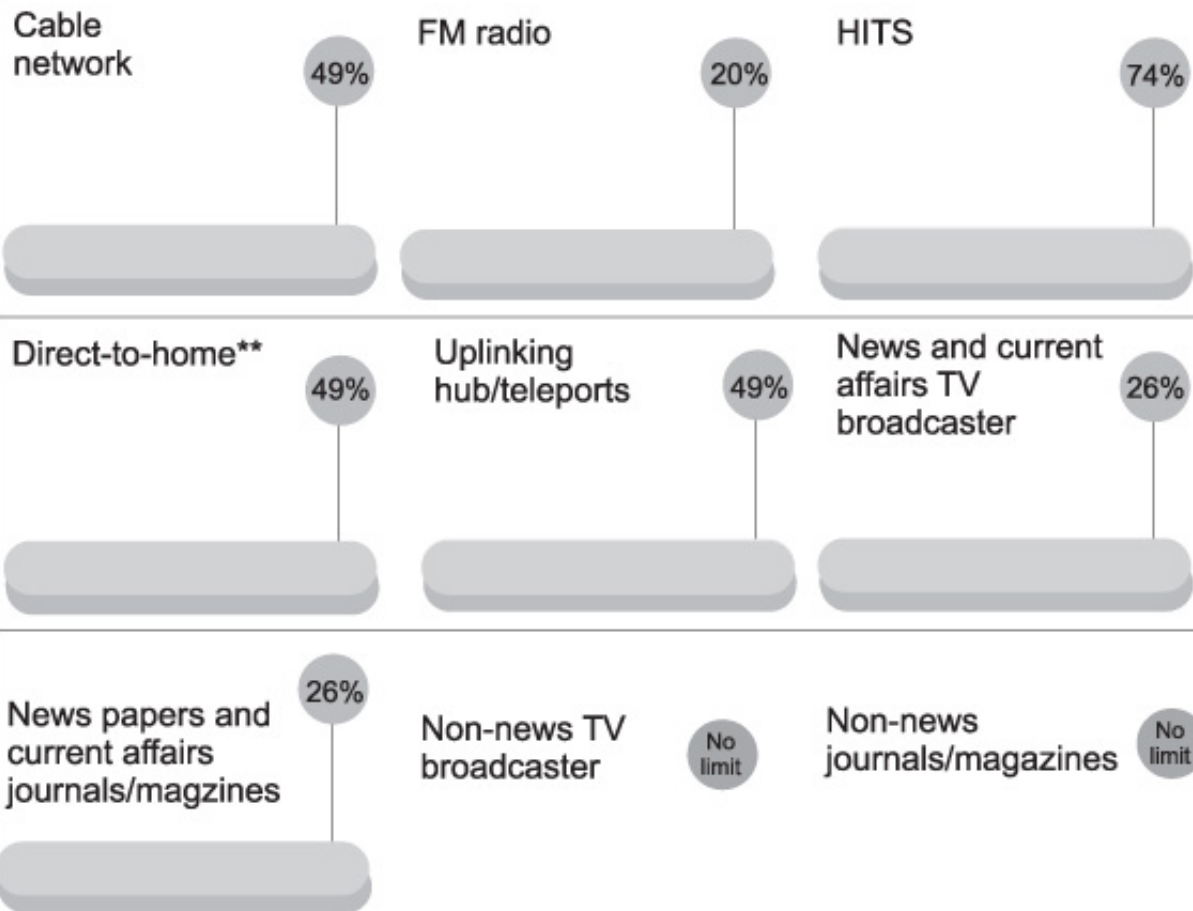 Cable
network
49%
FM radio
20%
HITS
74%
Direct-to-home**
49%
Uplinking
hub/teleports
49%
News and current
affairs TV
broadcaster
26%
News papers and
current affairs
journals/magzines
26%
Non-news TV
broadcaster
No
limit
Non-news
journals/magazines
No
limit